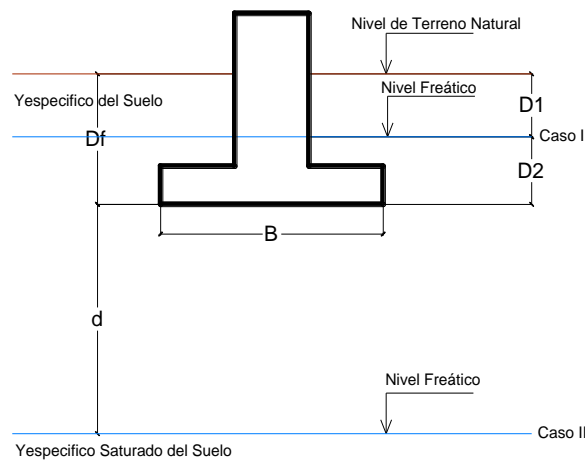 Nivel de Terreno Natural
Yespecifico del Suelo
Nivel Freático
D1
Df
Caso I
D2
B
d
Nivel Freático
Caso II
Yespecifico Saturado del Suelo